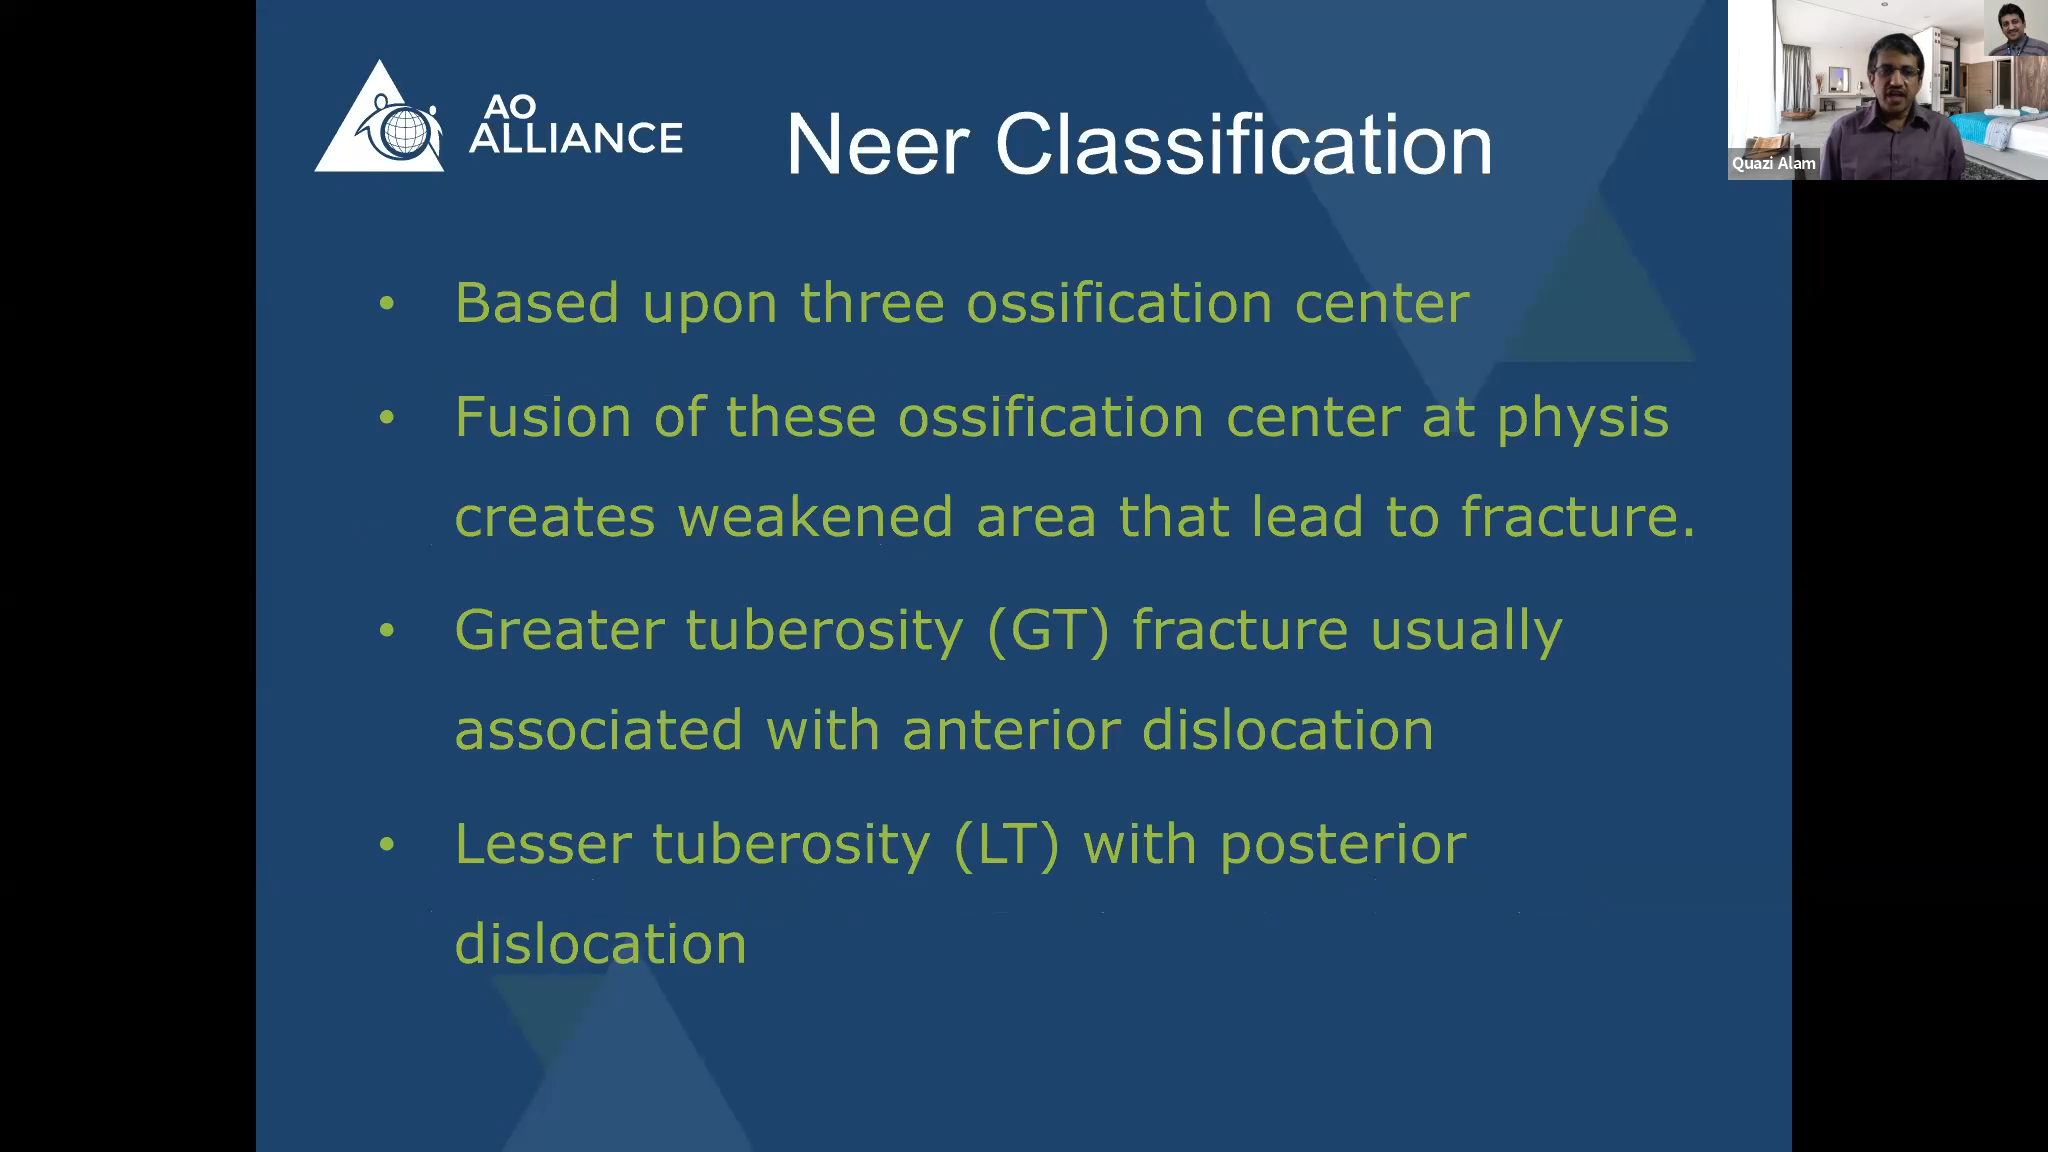 AO
ALLIANCE
Neer Classification
Quazi Alam
• Based upon three ossification center
• Fusion of these ossification center at physis
creates weakened area that lead to fracture.
• Greater tuberosity (GT) fracture usually
associated with anterior dislocation
• Lesser tuberosity (LT) with posterior
dislocation